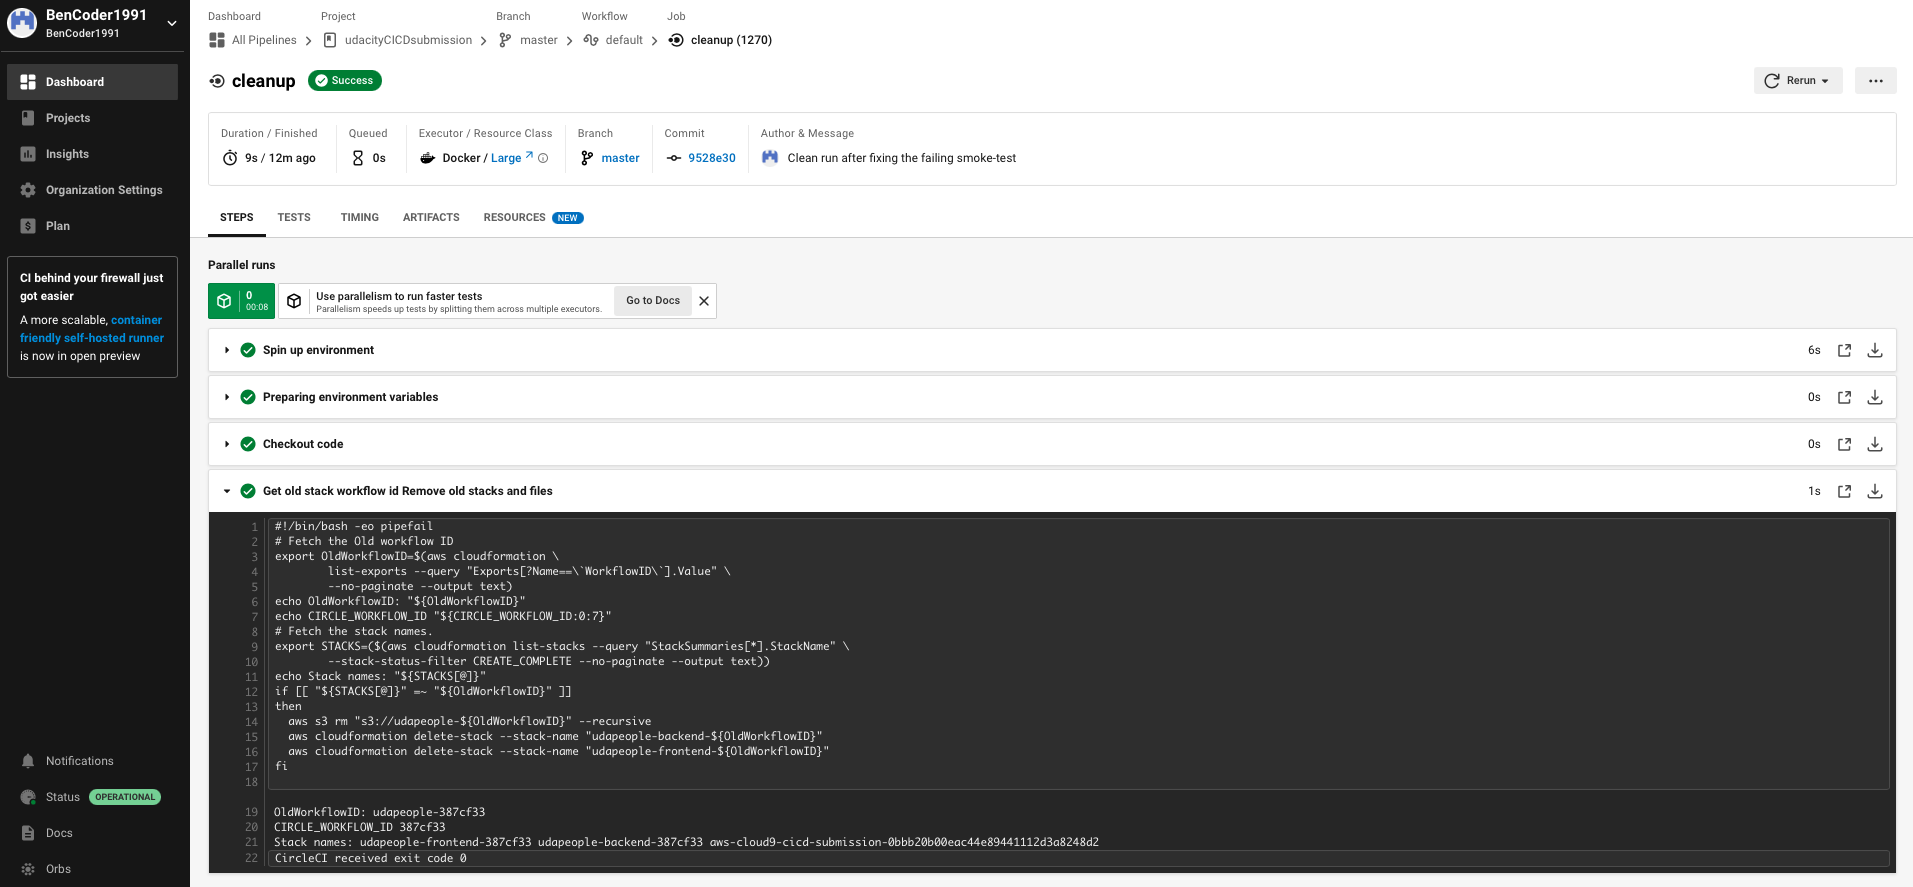 BenCoder1991
BenCoder1991
Dashboard
Projects
Insights
Organization Settings
Plan
CI behind your firewall just
got easier
A more scalable, container
friendly self-hosted runner
is now in open preview
Notifications
Status OPERATIONAL
Docs
Orbs
Dashboard Project Branch Workflow Job
All Pipelines udacityCICDsubmission master default cleanup (1270)
cleanup Success
Rerun
Duration / Finished Queued Executor / Resource Class Branch Commit Author & Message
9s / 12m ago 0s Docker / Large master 9528e30 Clean run after fixing the failing smoke-test
STEPS TESTS TIMING ARTIFACTS RESOURCES NEW
Parallel runs
0
00:08
Use parallelism to run faster tests
Parallelism speeds up tests by splitting them across multiple executors.
Go to Docs
Spin up environment 6s
Preparing environment variables 0s
Checkout code 0s
Get old stack workflow id Remove old stacks and files 1s
1 #!/bin/bash -eo pipefail
2 # Fetch the Old workflow ID
3 export OldWorkflowID=$(aws cloudformation \
4 list-exports --query "Exports[?Name==\`WorkflowID\`].Value" \
5 --no-paginate --output text)
6 echo OldWorkflowID: "${OldWorkflowID}"
7 echo CIRCLE_WORKFLOW_ID "${CIRCLE_WORKFLOW_ID:0:7}"
8 # Fetch the stack names.
9 export STACKS=($(aws cloudformation list-stacks --query "StackSummaries[*].StackName" \
10 --stack-status-filter CREATE_COMPLETE --no-paginate --output text))
11 echo Stack names: "${STACKS[@]}"
12 if [[ "${STACKS[@]}" =~ "${OldWorkflowID}" ]]
13 then
14 aws s3 rm "s3://udapeople-${OldWorkflowID}" --recursive
15 aws cloudformation delete-stack --stack-name "udapeople-backend-${OldWorkflowID}"
16 aws cloudformation delete-stack --stack-name "udapeople-frontend-${OldWorkflowID}"
17 fi
18
19 OldWorkflowID: udapeople-387cf33
20 CIRCLE_WORKFLOW_ID 387cf33
21 Stack names: udapeople-frontend-387cf33 udapeople-backend-387cf33 aws-cloud9-cicd-submission-0bbb20b00eac44e89441112d3a8248d2
22 CircleCI received exit code 0